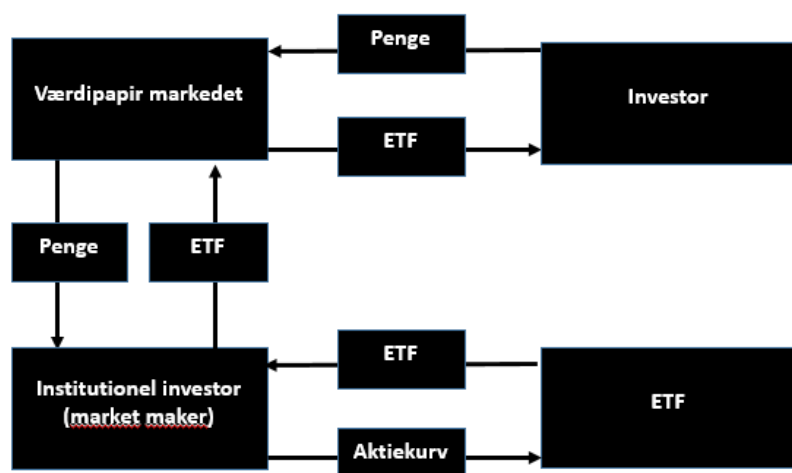 Penge
Værdipapir markedet
Investor
ETF
Penge
ETF
ETF
Institutionel investor
(market maker)
ETF
Aktiekurv